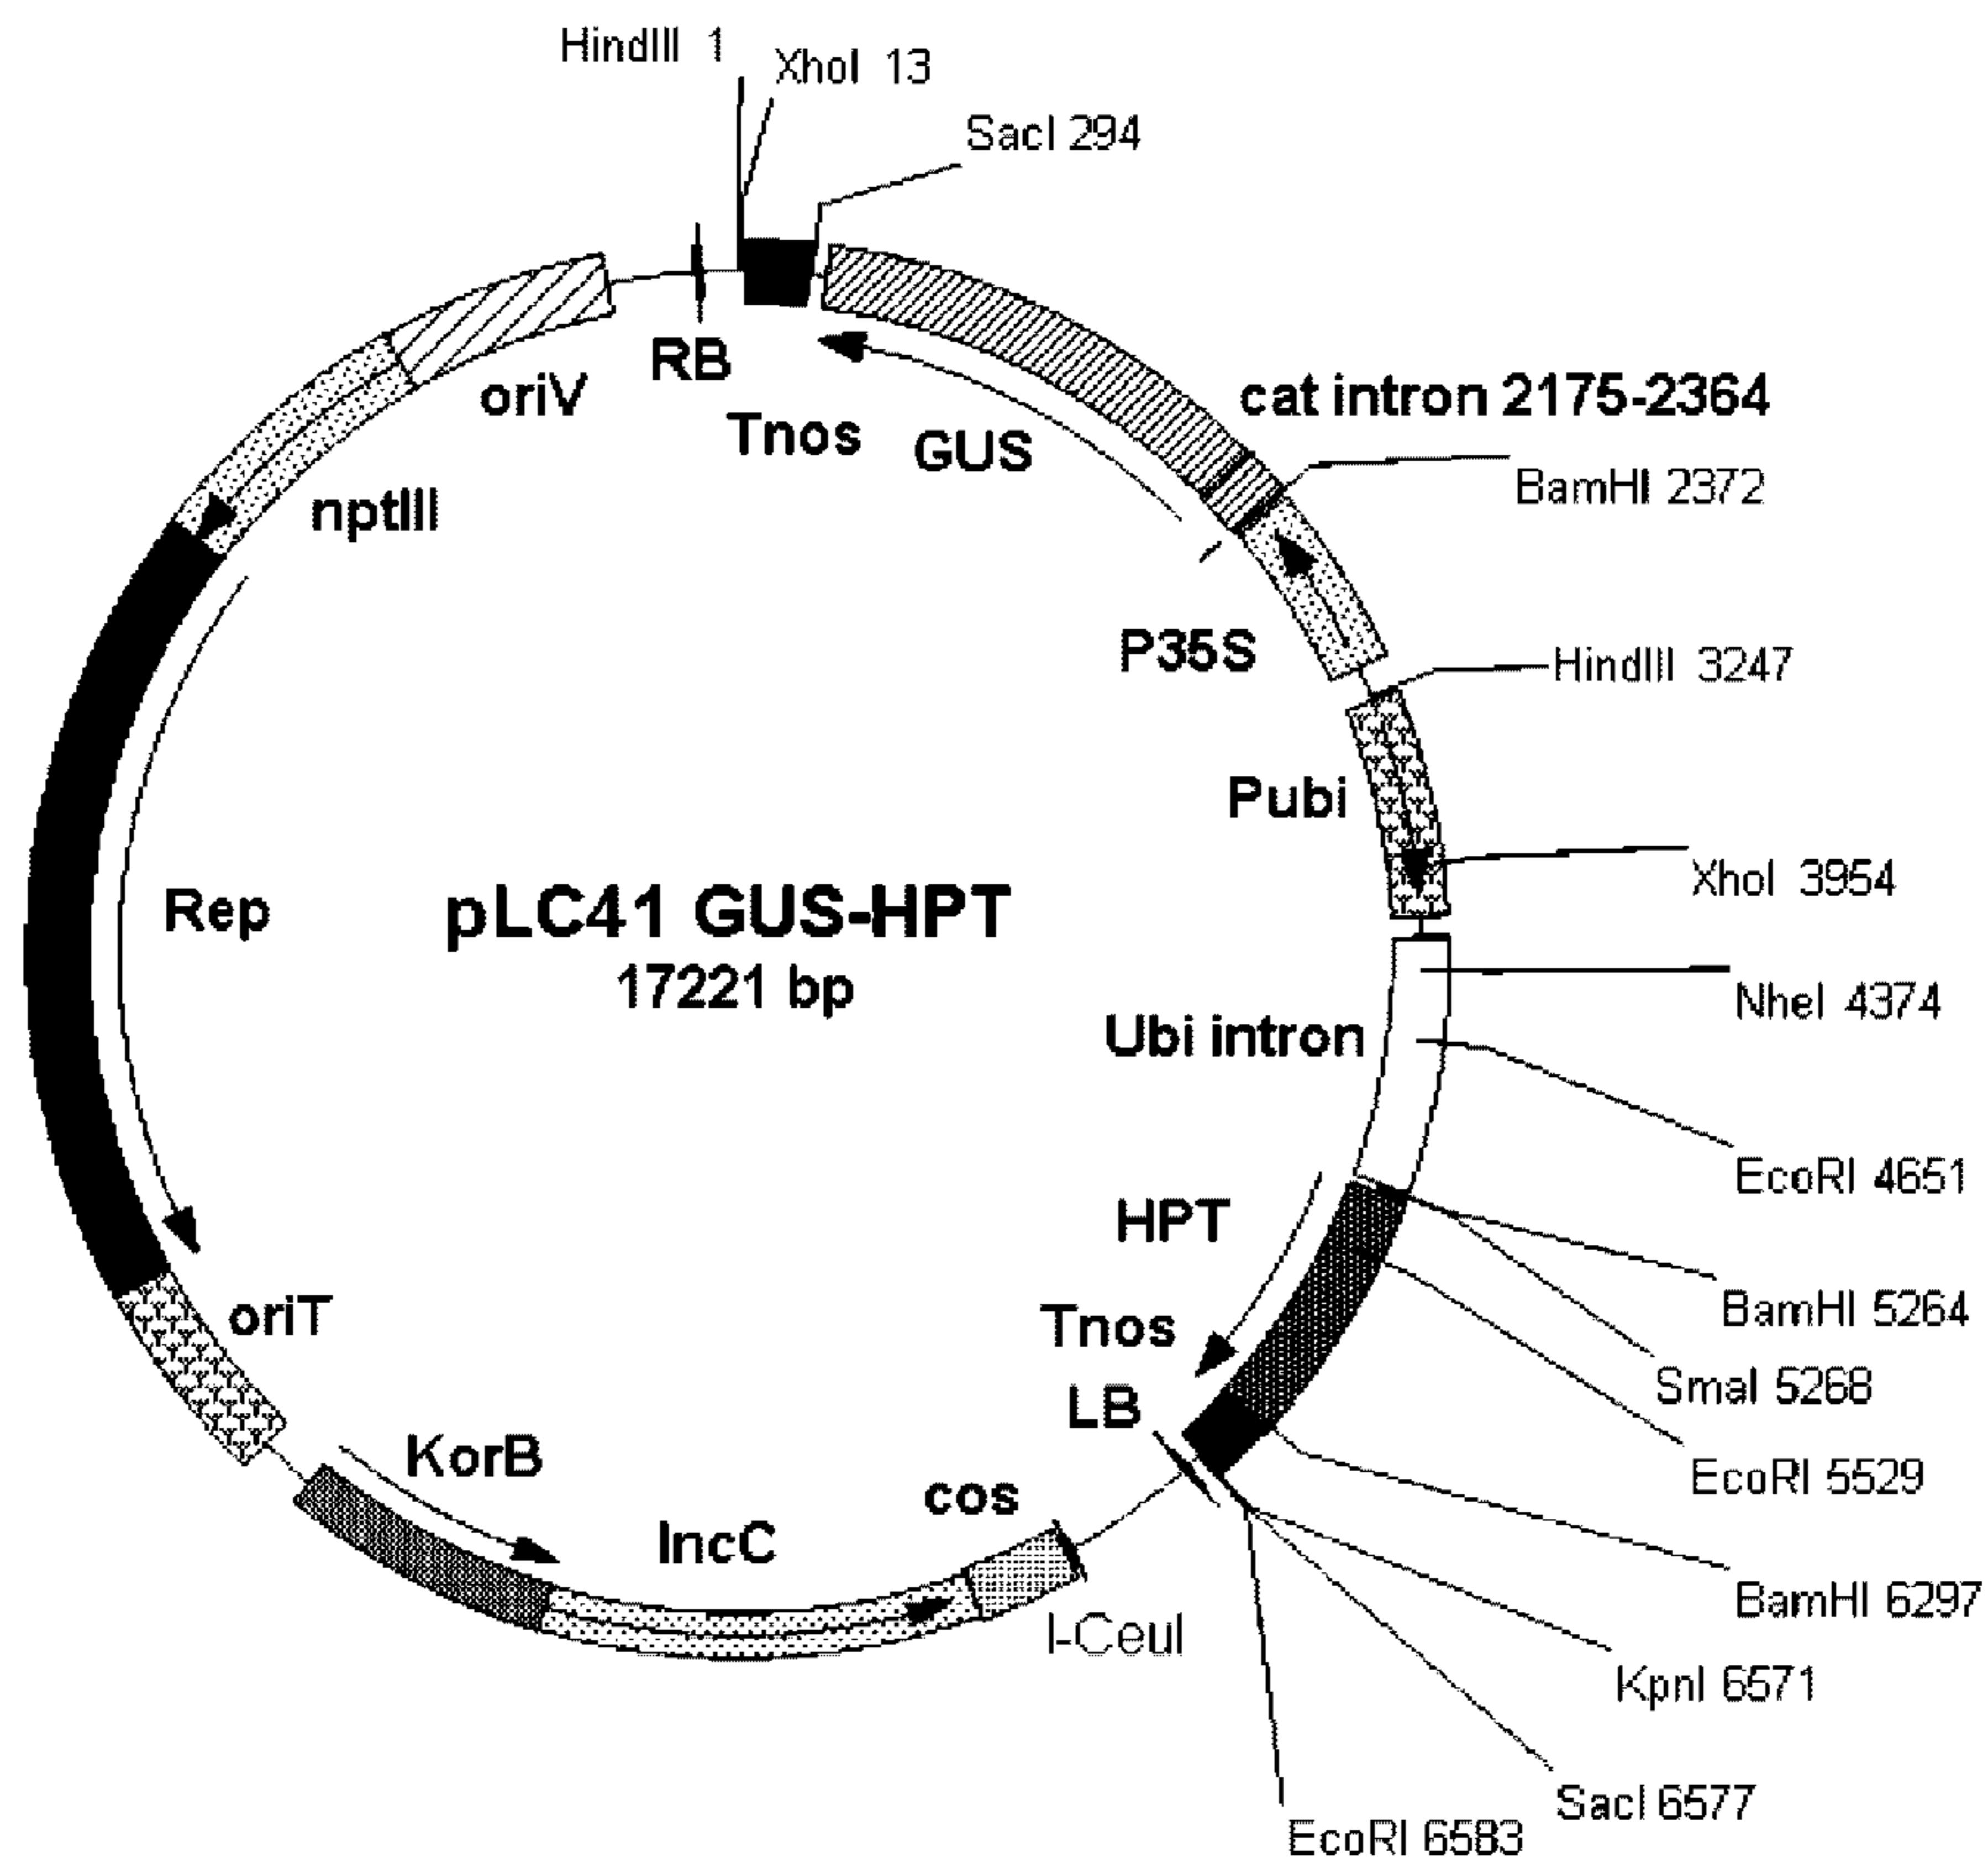 HindIII 1
XhoI 13
SacI 294
RB
oriV
Tnos
GUS
cat intron 2175-2364
BamHI 2372
nptIII
P35S
HindIII 3247
Pubi
XhoI 3954
Rep
pLC41 GUS-HPT
17221 bp
NheI 4374
Ubi intron
EcoRI 4651
HPT
BamHI 5264
oriT
Tnos
SmaI 5268
LB
EcoRI 5529
KorB
cos
IncC
BamHI 6297
I-CeuI
KpnI 6571
SacI 6577
EcoRI 6583